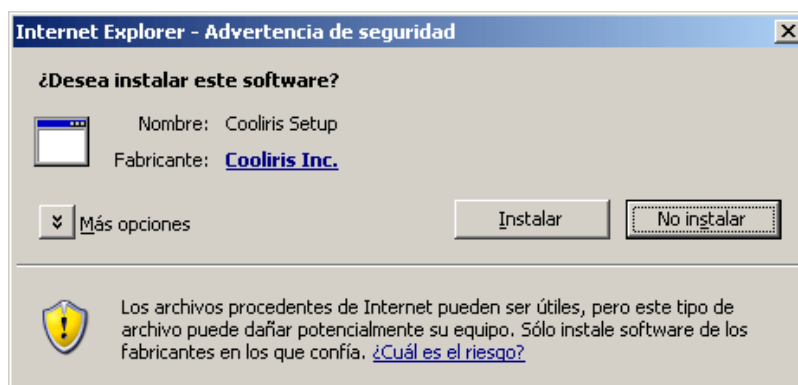 Internet Explorer - Advertencia de seguridad
¿Desea instalar este software?
Nombre: Cooliris Setup
Fabricante: Cooliris Inc.
Más opciones
Instalar
No instalar
Los archivos procedentes de Internet pueden ser útiles, pero este tipo de
archivo puede dañar potencialmente su equipo. Sólo instale software de los
fabricantes en los que confía. ¿Cuál es el riesgo?